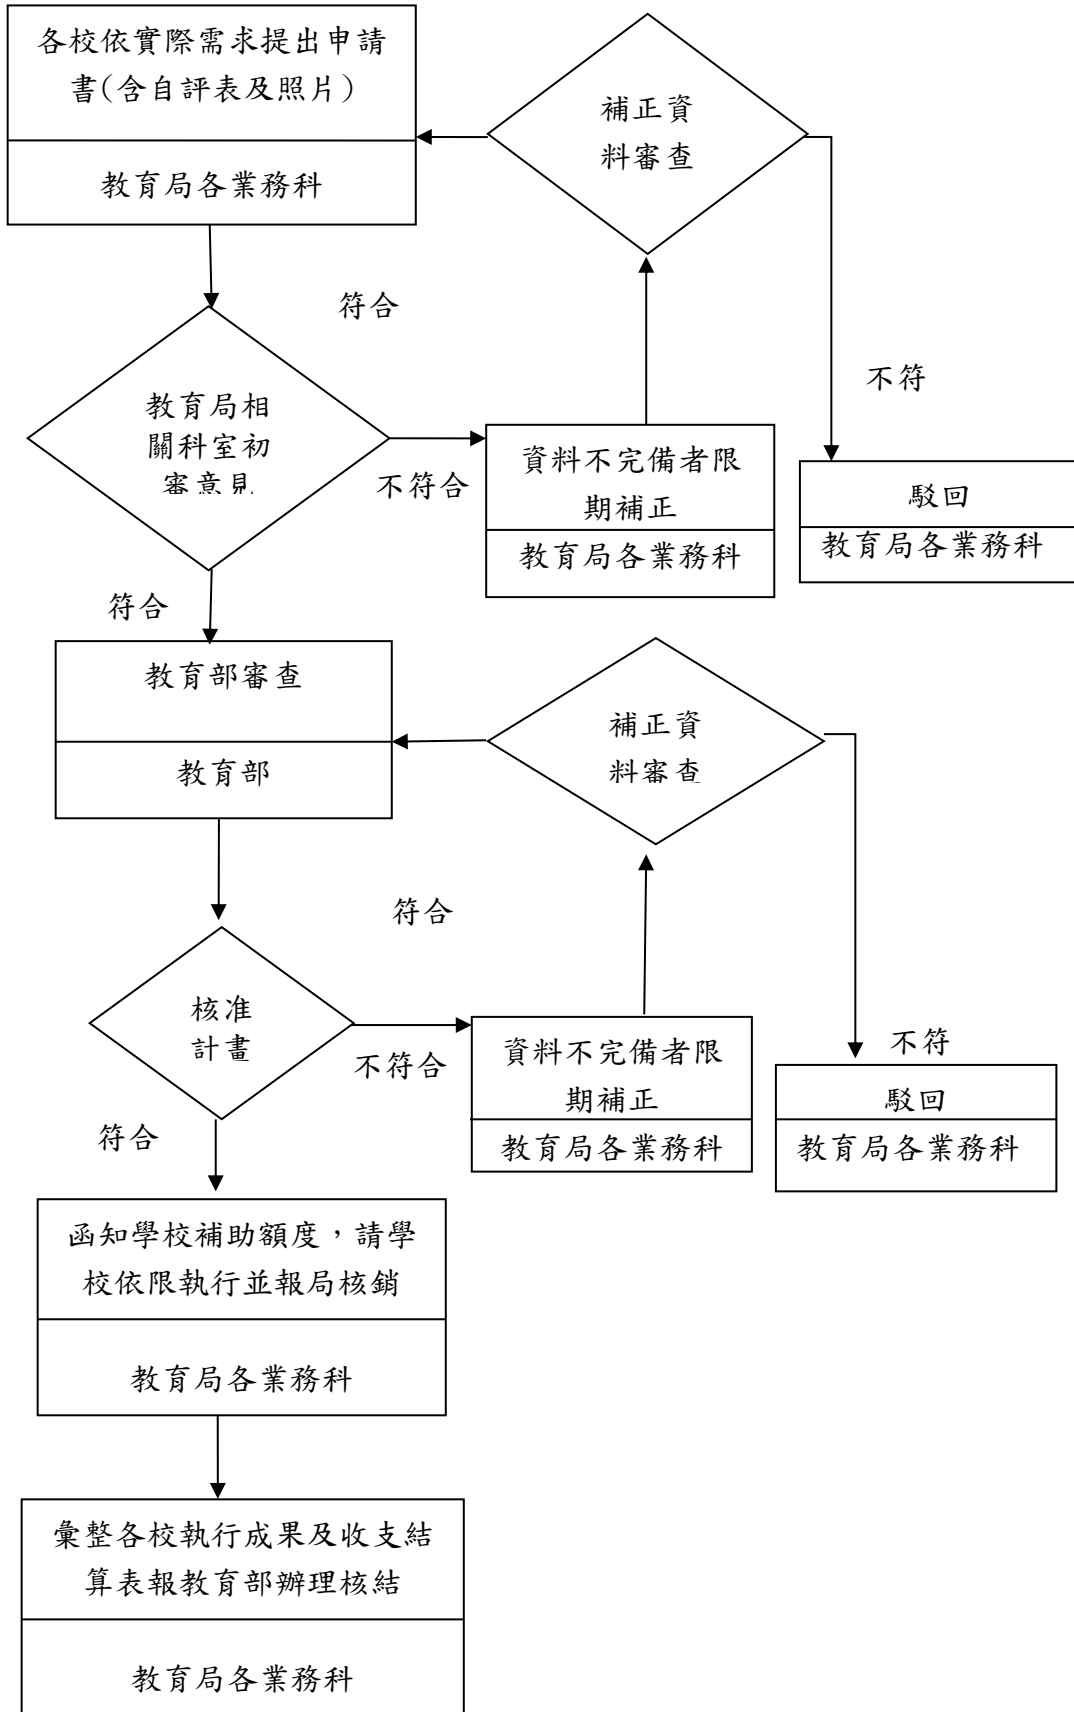 各校依實際需求提出申請
書(含自評表及照片)
教育局各業務科
補正資
料審查
符合
不符
教育局相
關科室初
審意見
不符合
資料不完備者限
期補正
教育局各業務科
駁回
教育局各業務科
符合
教育部審查
教育部
補正資
料審查
符合
核准
計畫
不符合
資料不完備者限
期補正
教育局各業務科
不符
駁回
教育局各業務科
符合
函知學校補助額度，請學
校依限執行並報局核銷
教育局各業務科
彙整各校執行成果及收支結
算表報教育部辦理核結
教育局各業務科